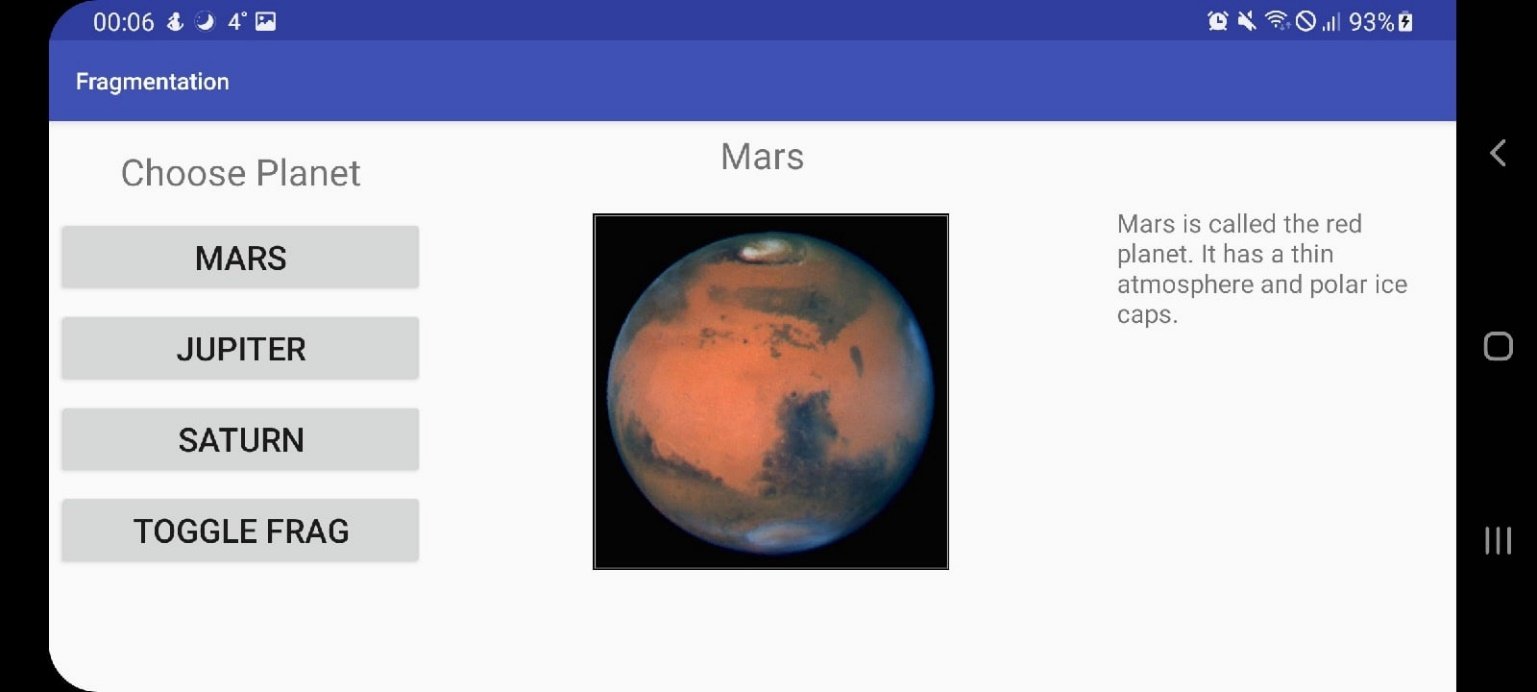 00:06 4° 93%
Fragmentation
Choose Planet
MARS
JUPITER
SATURN
TOGGLE FRAG
Mars
Mars is called the red
planet. It has a thin
atmosphere and polar ice
caps.